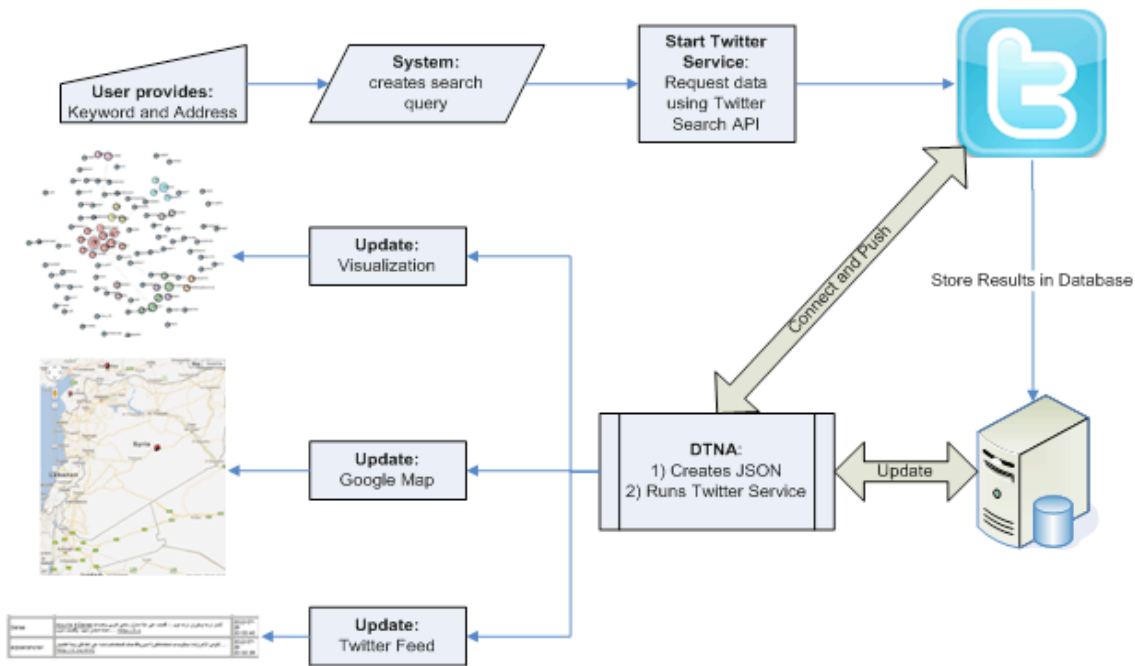 User provides:
Keyword and Address
System:
creates search
query
Start Twitter
Service:
Request data
using Twitter
Search API
Update:
Visualization
Connect and Push
Store Results in Database
Syria
Lebanon
Update:
Google Map
DTNA:
1) Creates JSON
2) Runs Twitter Service
Update
Update:
Twitter Feed